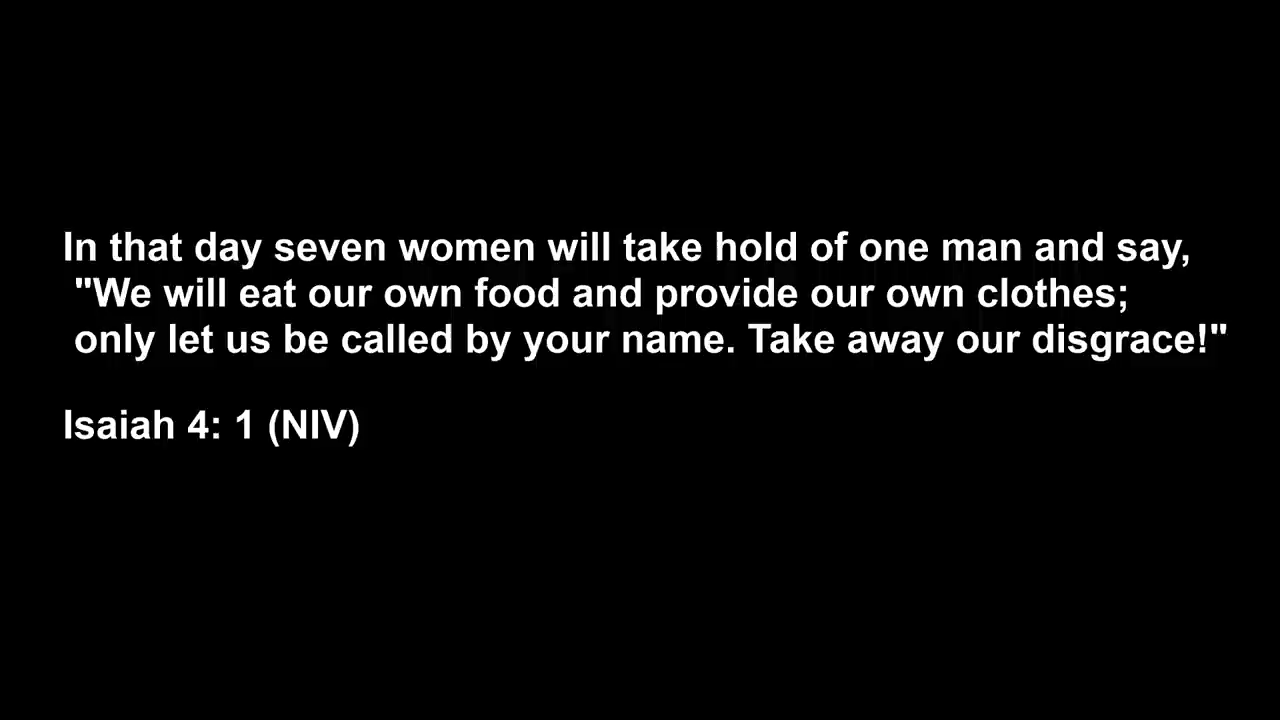 In that day seven women will take hold of one man and say,
"We will eat our own food and provide our own clothes;
only let us be called by your name. Take away our disgrace!"
Isaiah 4: 1 (NIV)